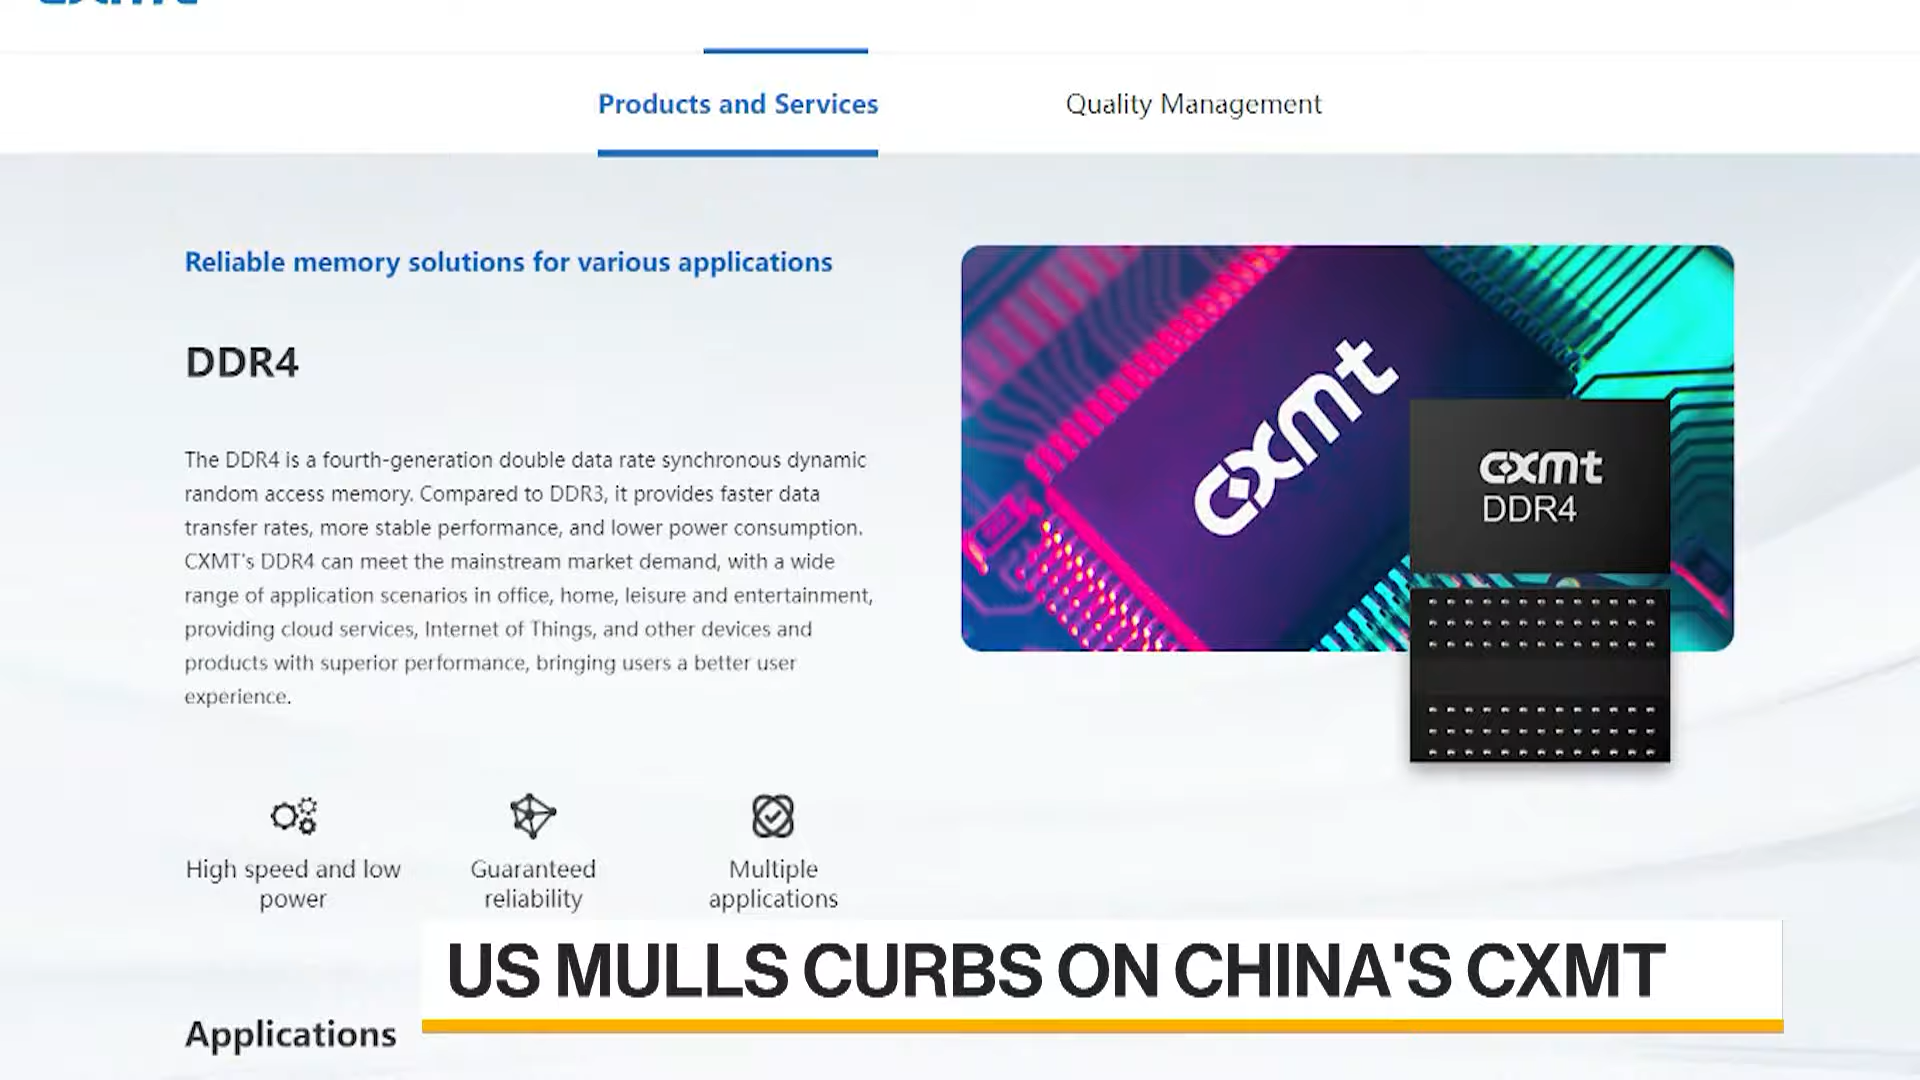 cxmt
Products and Services
Quality Management
Reliable memory solutions for various applications
DDR4
The DDR4 is a fourth-generation double data rate synchronous dynamic
random access memory. Compared to DDR3, it provides faster data
transfer rates, more stable performance, and lower power consumption.
CXMT's DDR4 can meet the mainstream market demand, with a wide
range of application scenarios in office, home, leisure and entertainment,
providing cloud services, Internet of Things, and other devices and
products with superior performance, bringing users a better user
experience.
cxmt
cxmt
DDR4
High speed and low
power
Guaranteed
reliability
Multiple
applications
US MULLS CURBS ON CHINA'S CXMT
Applications